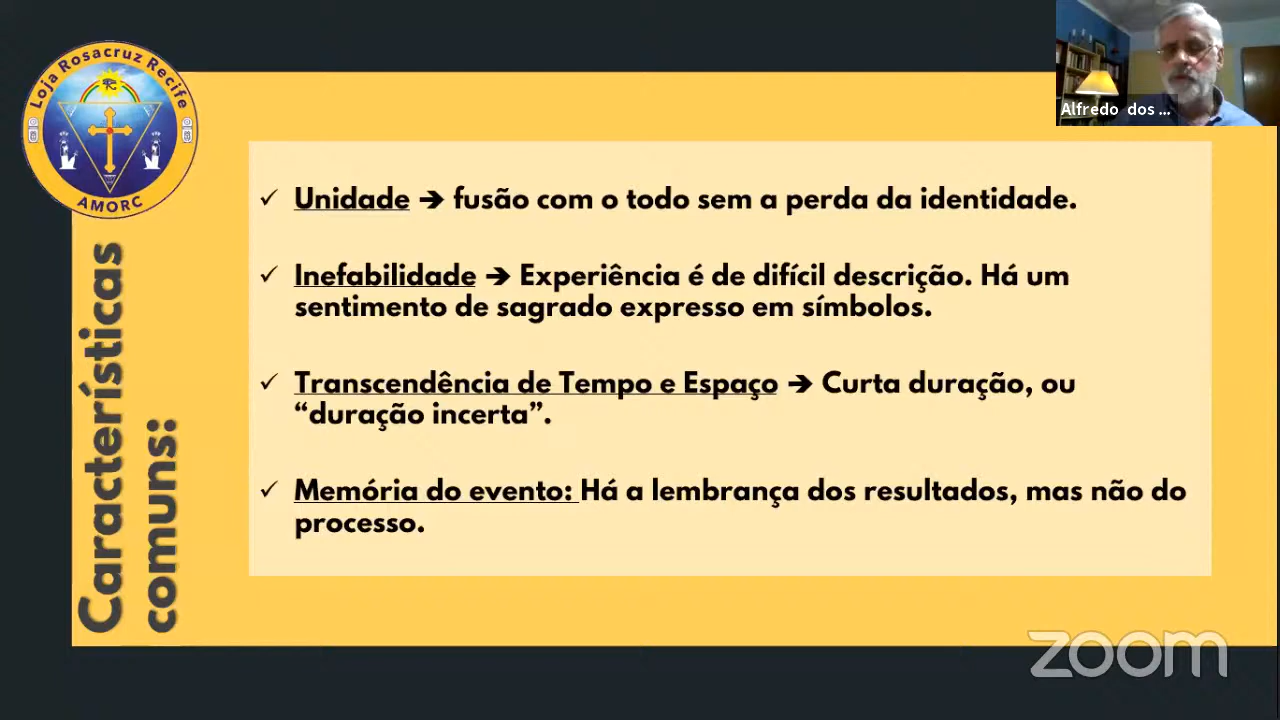 Loja Rosacruz Recife
AMORC
Alfredo dos ...
Características
comuns:
✓ Unidade → fusão com o todo sem a perda da identidade.
✓ Inefabilidade → Experiência é de difícil descrição. Há um
sentimento de sagrado expresso em símbolos.
✓ Transcendência de Tempo e Espaço → Curta duração, ou
“duração incerta”.
✓ Memória do evento: Há a lembrança dos resultados, mas não do
processo.
zoom